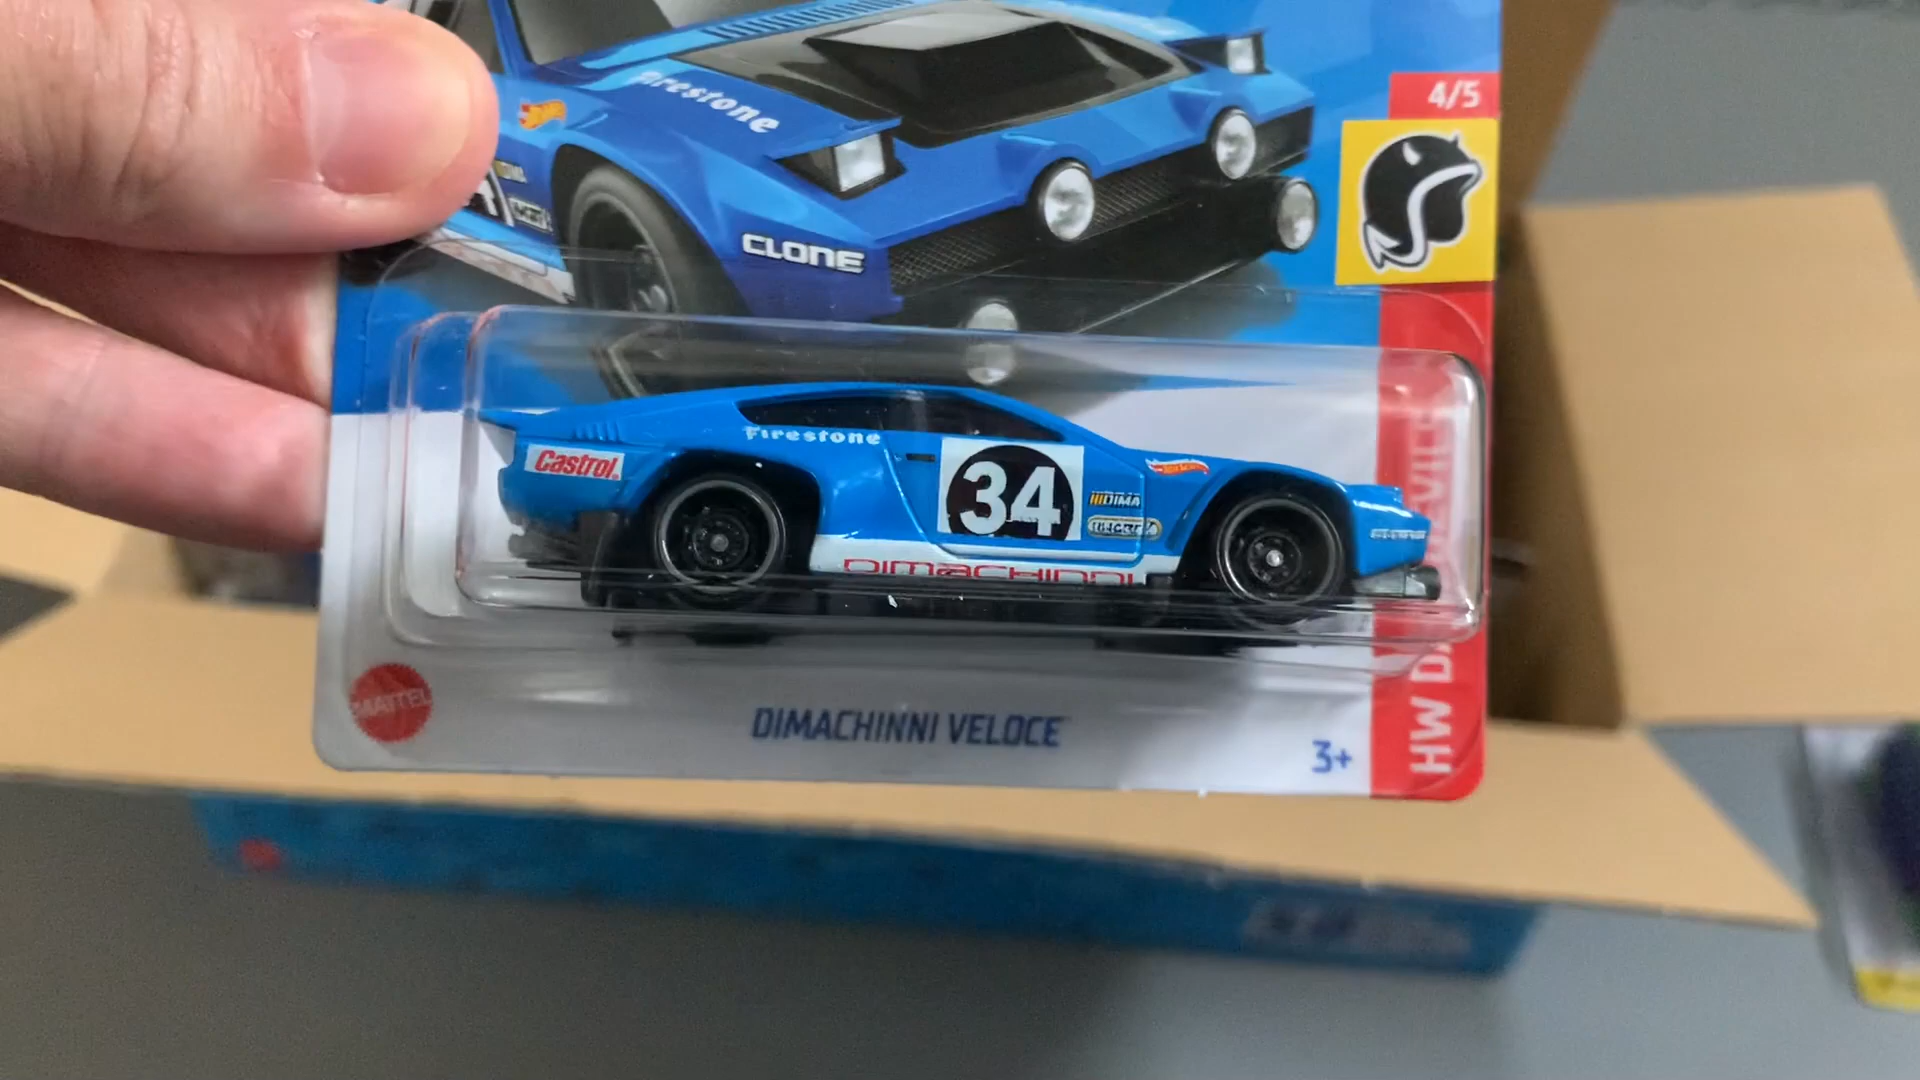 Firestone
4/5
CLONE
Firestone
Castrol
34
DIMA
DIMACHINNI
MATTEL
DIMACHINNI VELOCE
3+
HW D